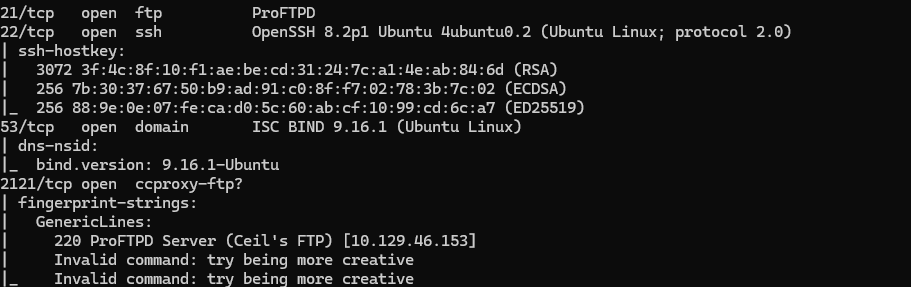 21/tcp   open  ftp          ProFTPD
22/tcp   open  ssh          OpenSSH 8.2p1 Ubuntu 4ubuntu0.2 (Ubuntu Linux; protocol 2.0)
| ssh-hostkey:
|   3072 3f:4c:8f:10:f1:ae:be:cd:31:24:7c:a1:4e:ab:84:6d (RSA)
|   256 7b:30:37:67:50:b9:ad:91:c0:8f:f7:02:78:3b:7c:02 (ECDSA)
|_  256 88:9e:0e:07:fe:ca:d0:5c:60:ab:cf:10:99:cd:6c:a7 (ED25519)
53/tcp   open  domain       ISC BIND 9.16.1 (Ubuntu Linux)
| dns-nsid:
|_  bind.version: 9.16.1-Ubuntu
2121/tcp open  ccproxy-ftp?
| fingerprint-strings:
|   GenericLines:
|     220 ProFTPD Server (Ceil's FTP) [10.129.46.153]
|     Invalid command: try being more creative
|_    Invalid command: try being more creative